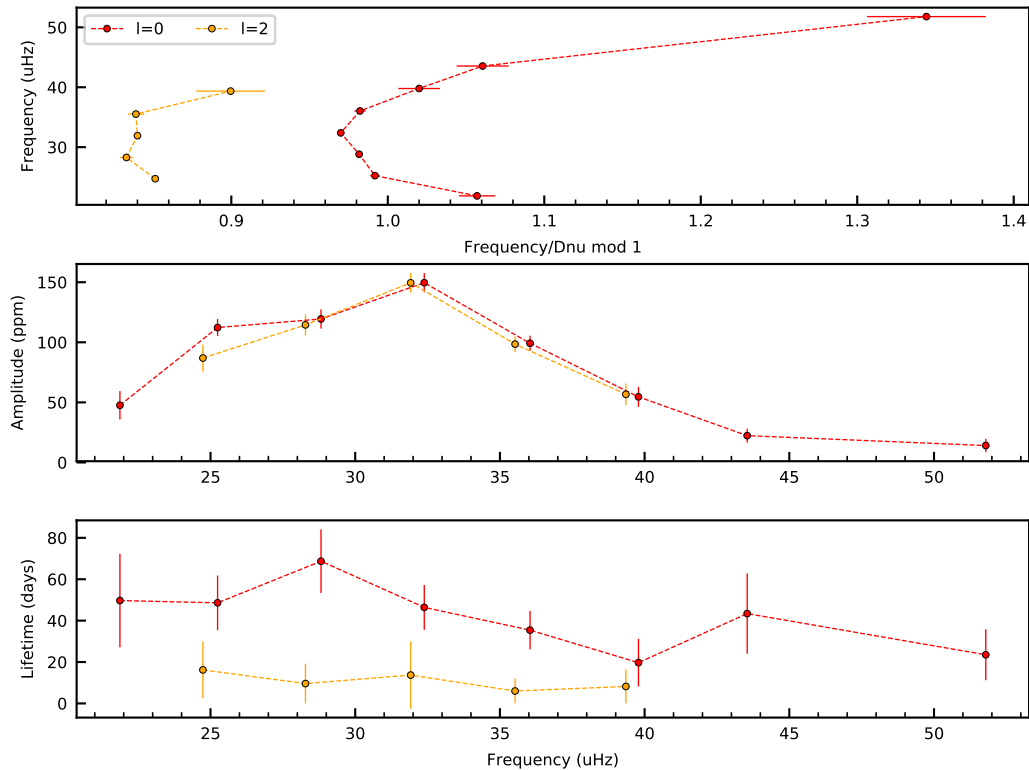 l=0 l=2
50
40
30
Frequency (uHz)
0.9 1.0 1.1 1.2 1.3 1.4
Frequency/Dnu mod 1
150
100
50
0
Amplitude (ppm)
25 30 35 40 45 50
80
60
40
20
0
Lifetime (days)
25 30 35 40 45 50
Frequency (uHz)